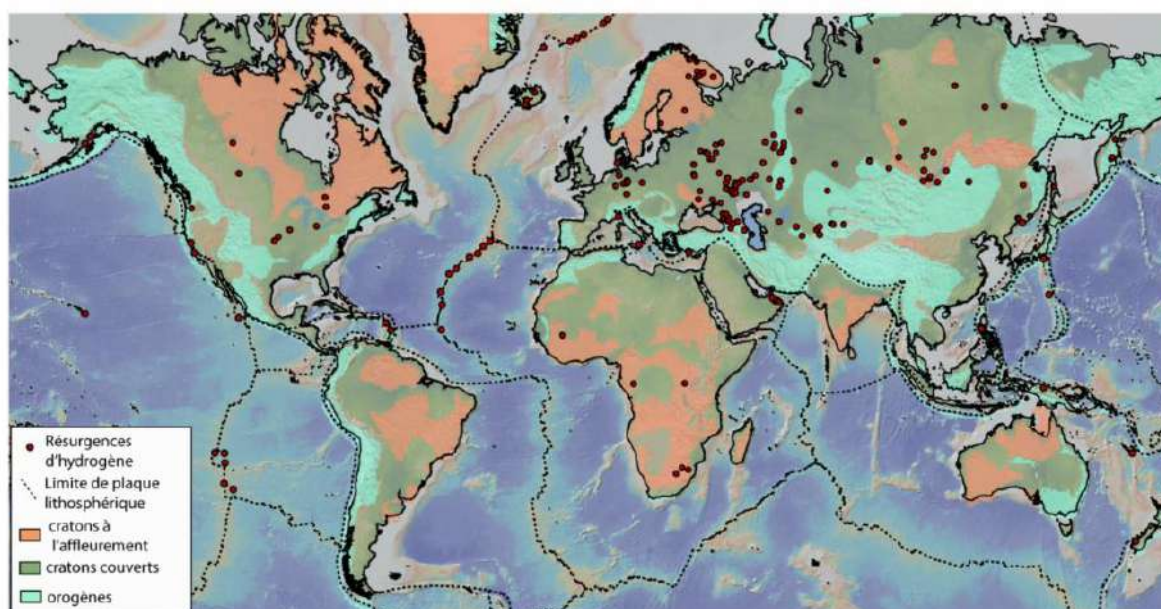 Résurgences
d'hydrogène
Limite de plaque
lithosphérique
cratons à
l'affleurement
cratons couverts
orogènes